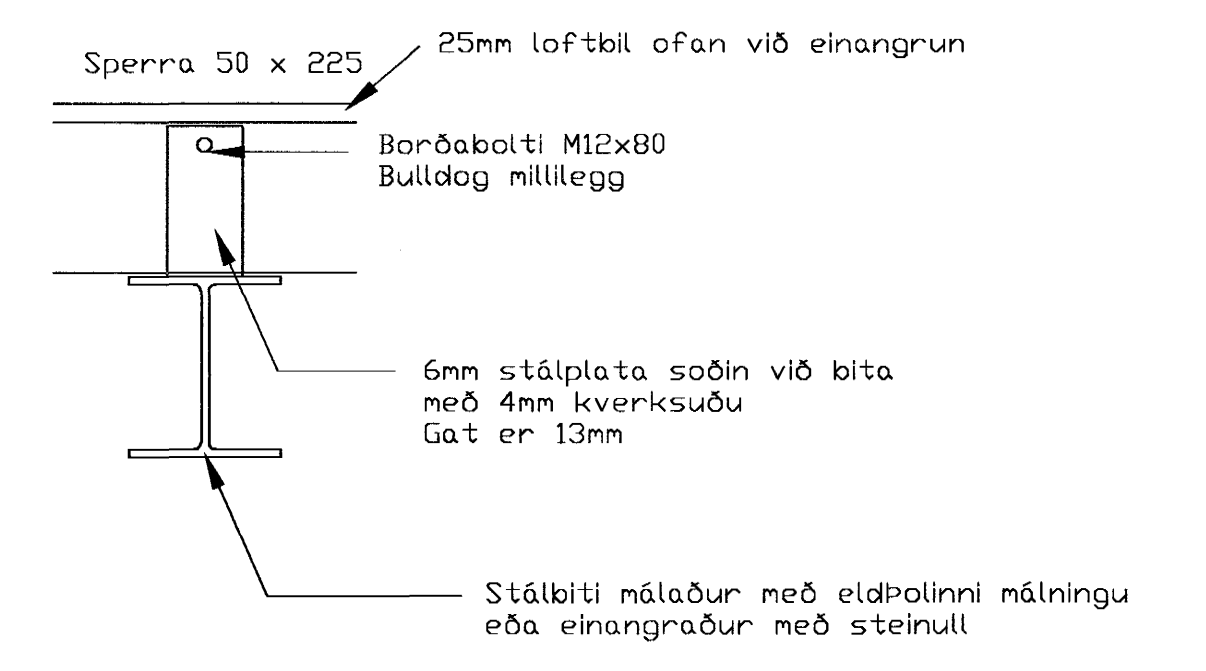 25mm loftbil ofan við einangrun
Sperra 50 x 225
Borðabolti M12x80
Bulldog millilegg
6mm stálplata soðin við bita
með 4mm kverksuðu
Gat er 13mm
Stálbiti málaður með eldþolinni málningu
eða einangraður með steinull